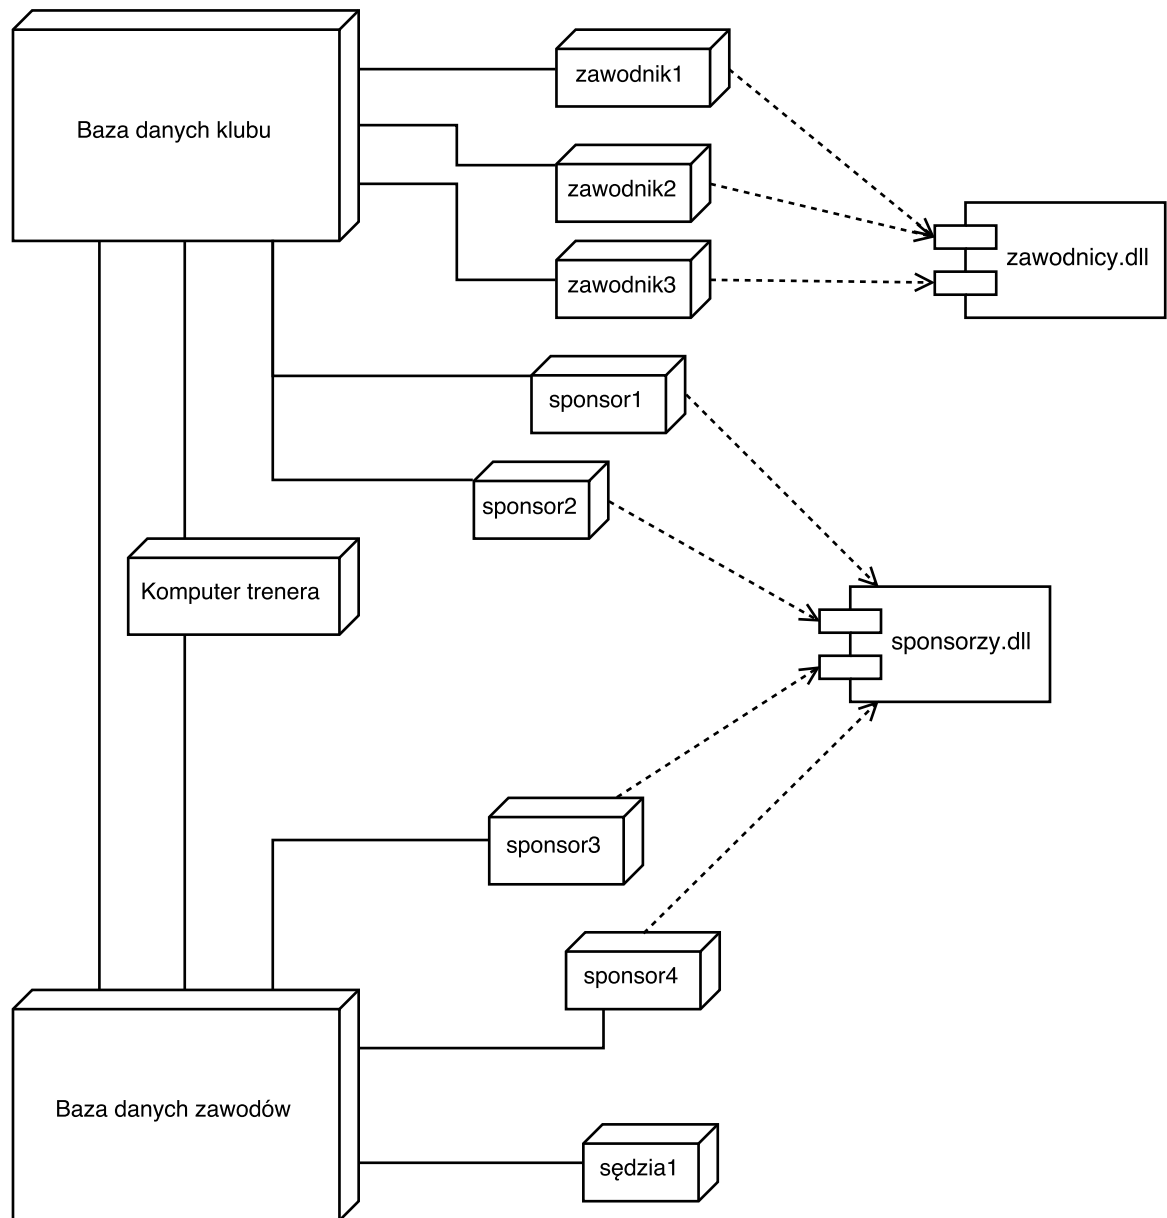 zawodnik1
Baza danych klubu
zawodnik2
zawodnicy.dll
zawodnik3
sponsor1
sponsor2
Komputer trenera
sponsorzy.dll
sponsor3
sponsor4
Baza danych zawodów
sędzia1